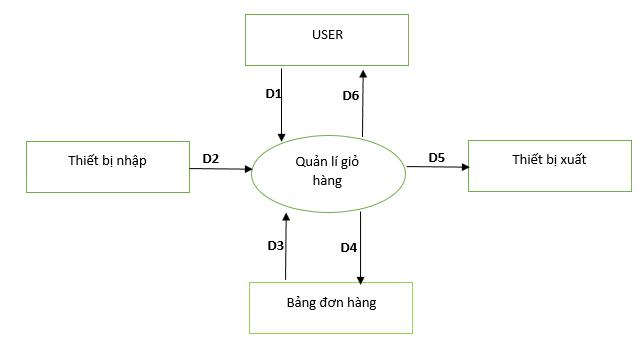 USER
D1
D6
Thiết bị nhập
D2
Quản lí giỏ
hàng
D5
Thiết bị xuất
D3
D4
Bảng đơn hàng